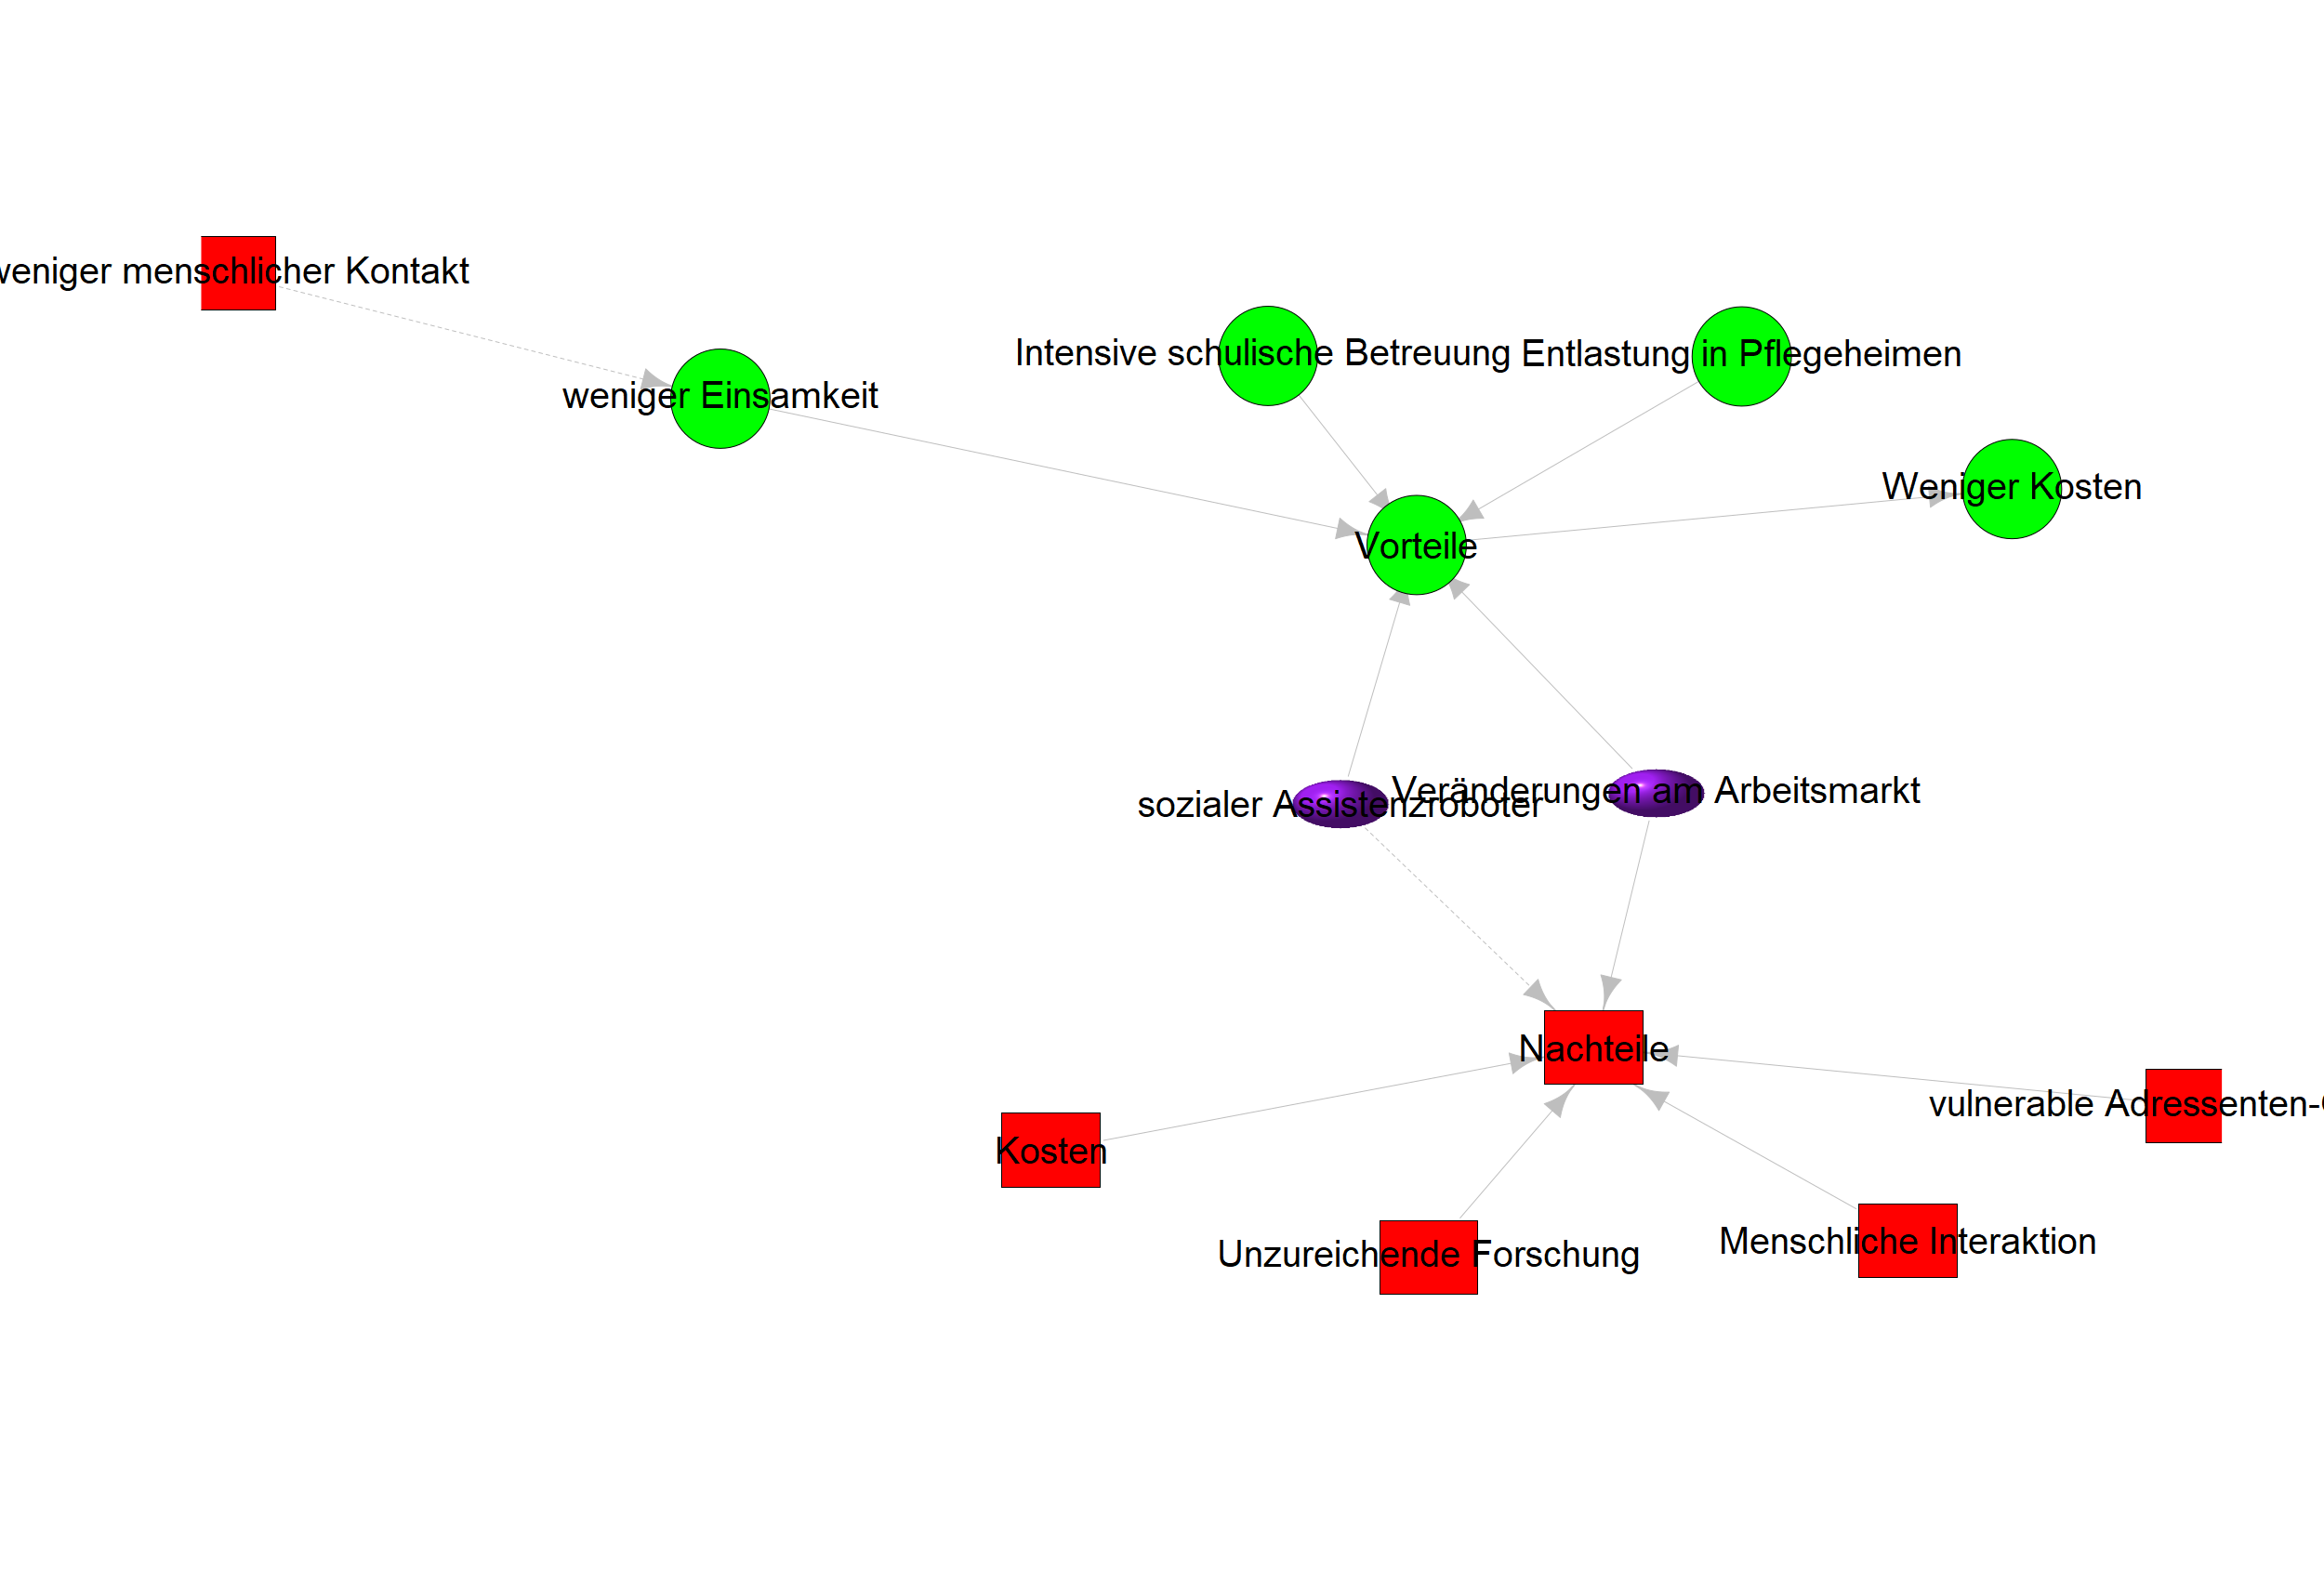 weniger menschlicher Kontakt
Intensive schulische Betreuung
Entlastung in Pflegeheimen
weniger Einsamkeit
Weniger Kosten
Vorteile
Veränderungen am Arbeitsmarkt
sozialer Assistenzroboter
Nachteile
vulnerable Adressenten-
Kosten
Menschliche Interaktion
Unzureichende Forschung